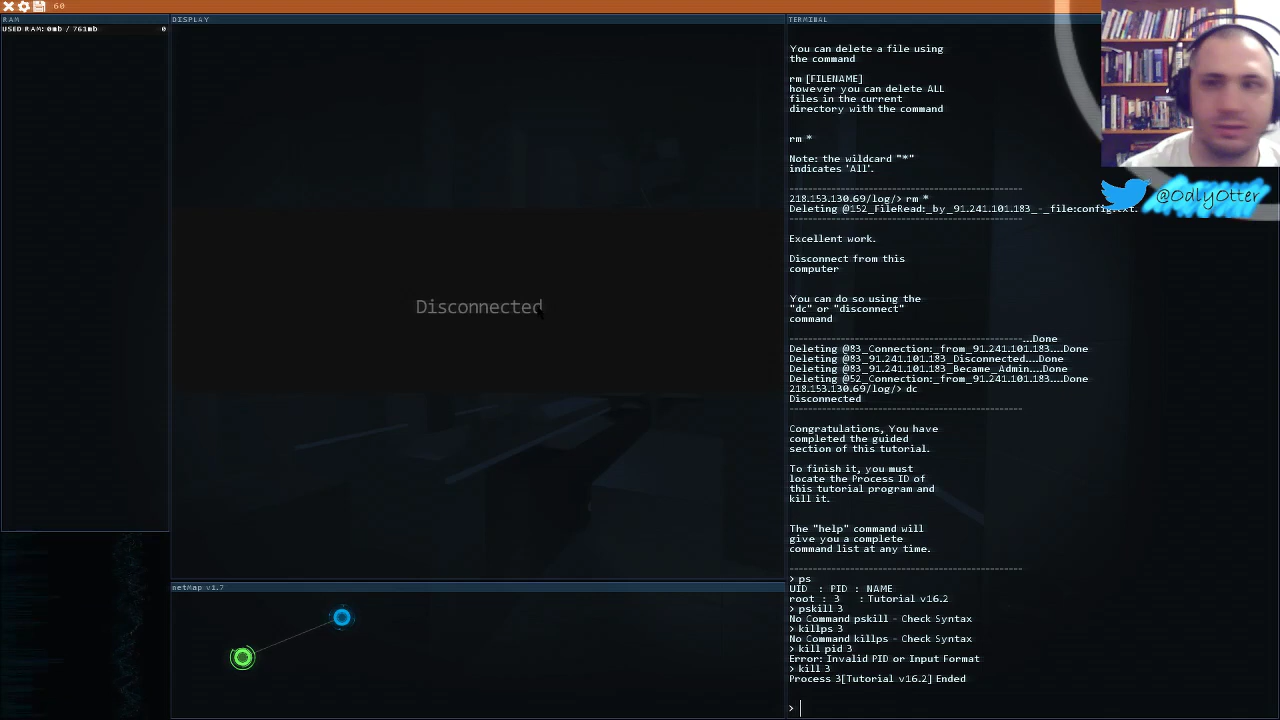 60
RAM
DISPLAY
TERMINAL
USED RAM: 0mb / 761mb
0
You can delete a file using
the command
rm [FILENAME]
however you can delete ALL
files in the current
directory with the command
rm *
Note: the wildcard "*"
indicates 'All'.
218.153.130.69/log/> rm *
Deleting @152_FileRead:_by_91.241.101.183_-_file:config.txt.
Excellent work.
Disconnect from this
computer
You can do so using the
"dc" or "disconnect"
command
...Done
Deleting @83_Connection:_from_91.241.101.183....Done
Deleting @83_91.241.101.183_Disconnected....Done
Deleting @83_91.241.101.183_Became_Admin....Done
Deleting @52_Connection:_from_91.241.101.183....Done
218.153.130.69/log/> dc
Disconnected
Congratulations, You have
completed the guided
section of this tutorial.
To finish it, you must
locate the Process ID of
this tutorial program and
kill it.
The "help" command will
give you a complete
command list at any time.
> ps
UID : PID : NAME
root : 3 : Tutorial v16.2
> pskill 3
No Command pskill - Check Syntax
> killps 3
No Command killps - Check Syntax
> kill pid 3
Error: Invalid PID or Input Format
> kill 3
Process 3[Tutorial v16.2] Ended
>
@OdlyOtter
Disconnected
netMap v1.7